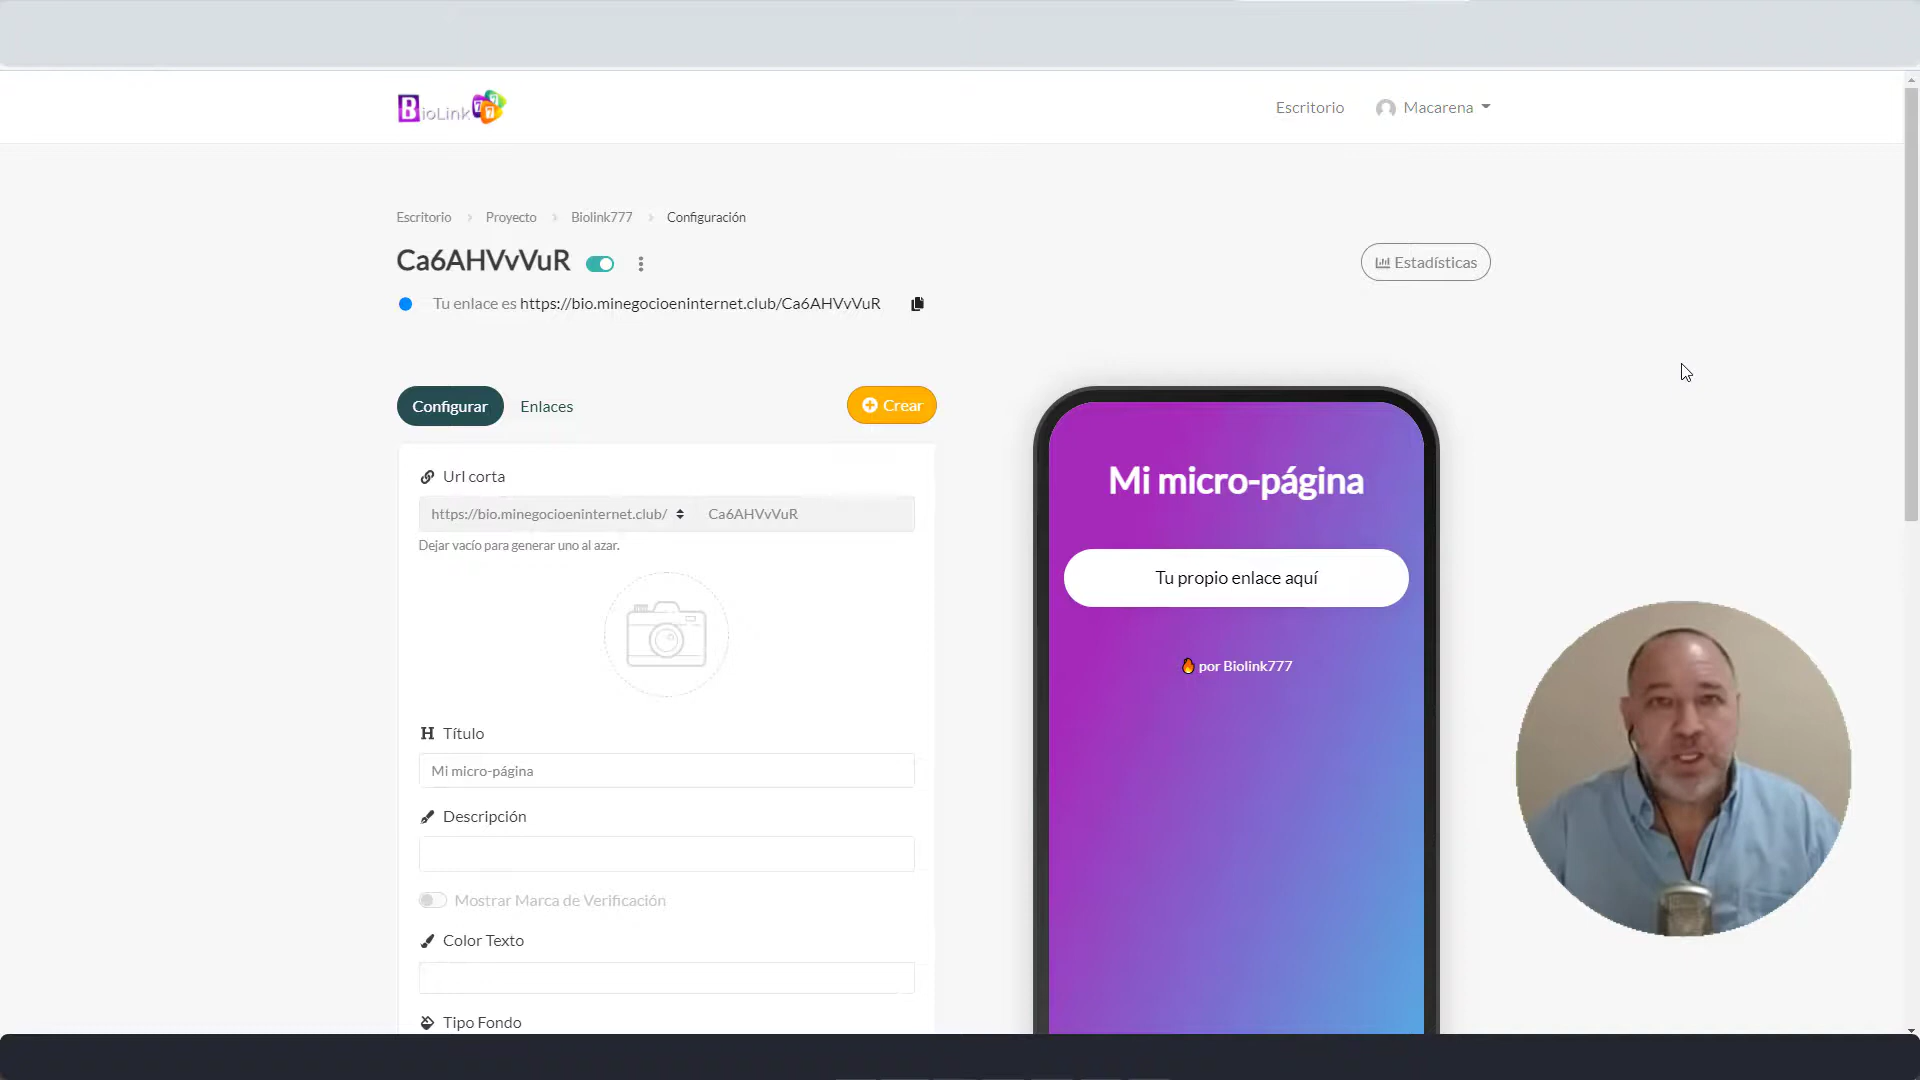 BioLink777
Escritorio
Macarena
Escritorio
Proyecto
Biolink777
Configuración
Ca6AHVvVuR
Estadísticas
Tu enlace es https://bio.minegocioeninternet.club/Ca6AHVvVuR
Configurar
Enlaces
Crear
Url corta
https://bio.minegocioeninternet.club/
Ca6AHVvVuR
Dejar vacío para generar uno al azar.
H Título
Mi micro-página
Descripción
Mostrar Marca de Verificación
Color Texto
Tipo Fondo
Mi micro-página
Tu propio enlace aquí
por Biolink777